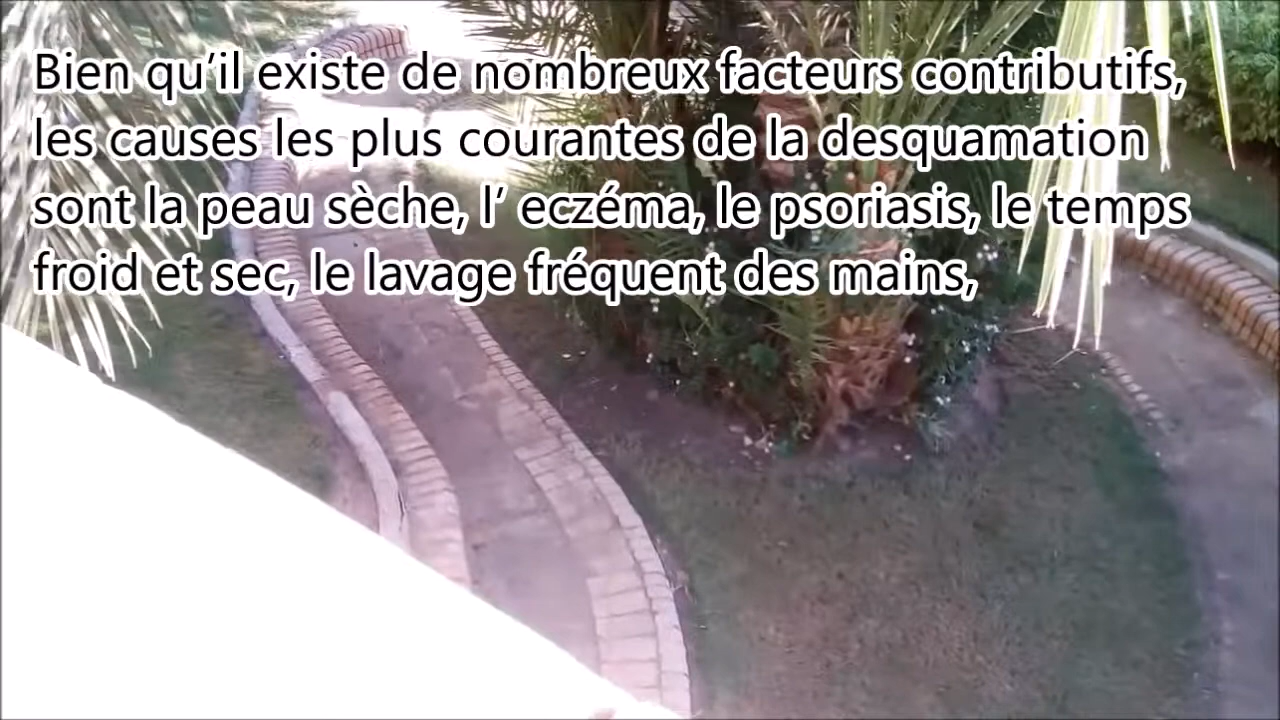 Bien qu’il existe de nombreux facteurs contributifs,
les causes les plus courantes de la desquamation
sont la peau sèche, l’ eczéma, le psoriasis, le temps
froid et sec, le lavage fréquent des mains,